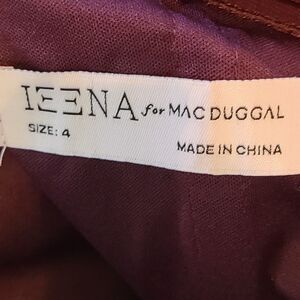 IEENA for MAC DUGGAL
SIZE: 4
MADE IN CHINA